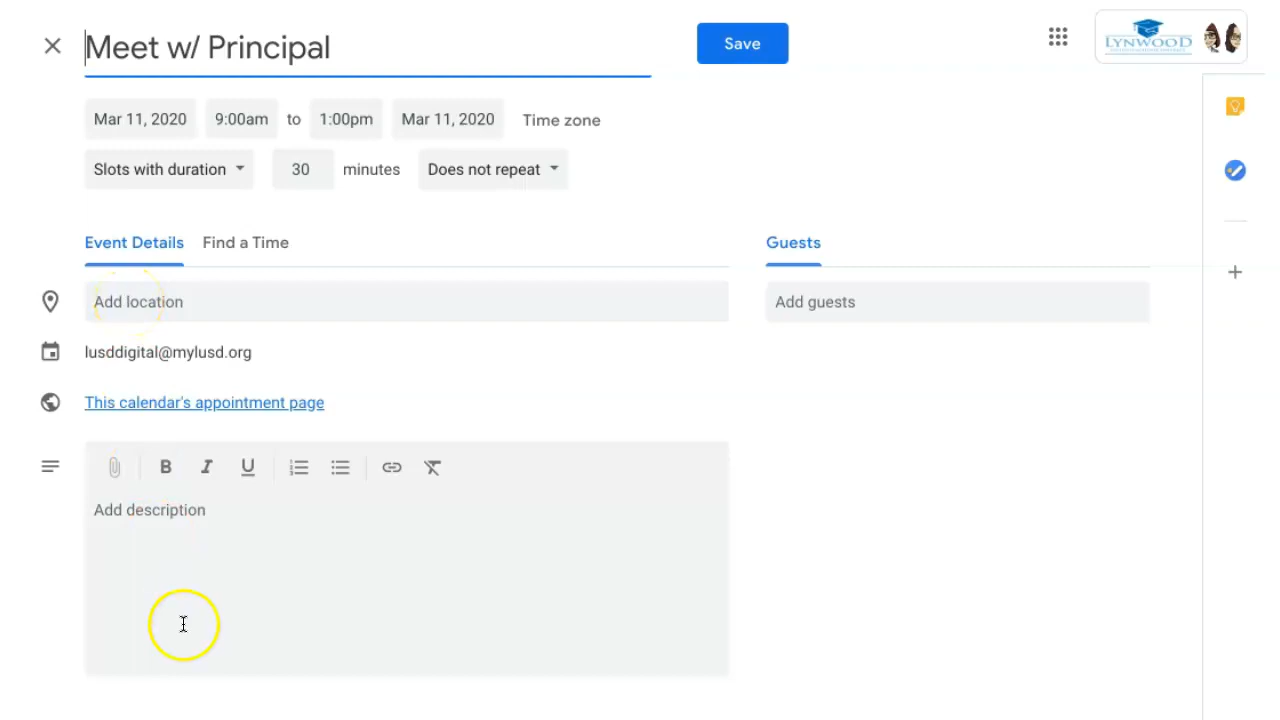 Meet w/ Principal
Save
LYNWOOD
Mar 11, 2020 9:00am to 1:00pm Mar 11, 2020 Time zone
Slots with duration 30 minutes Does not repeat
Event Details Find a Time Guests
Add location Add guests
lusddigital@mylusd.org
This calendar's appointment page
B I U
Add description